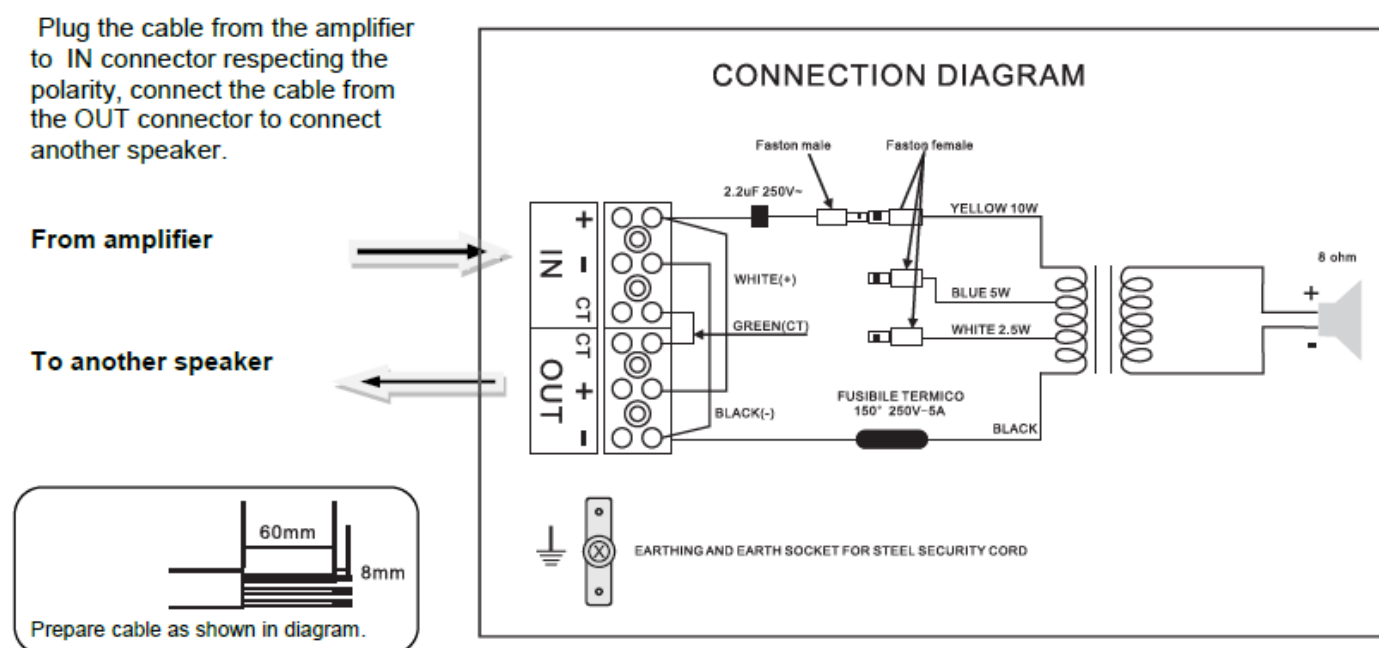 Plug the cable from the amplifier
to IN connector respecting the
polarity, connect the cable from
the OUT connector to connect
another speaker.
From amplifier
To another speaker
60mm
8mm
Prepare cable as shown in diagram.
CONNECTION DIAGRAM
Faston male
Faston female
2.2uF 250V~
YELLOW 10W
8 ohm
+
-
IN
+
-
CT
WHITE(+)
BLUE 5W
GREEN(CT)
WHITE 2.5W
OUT
CT
+
-
BLACK(-)
FUSIBILE TERMICO
150° 250V-5A
BLACK
EARTHING AND EARTH SOCKET FOR STEEL SECURITY CORD